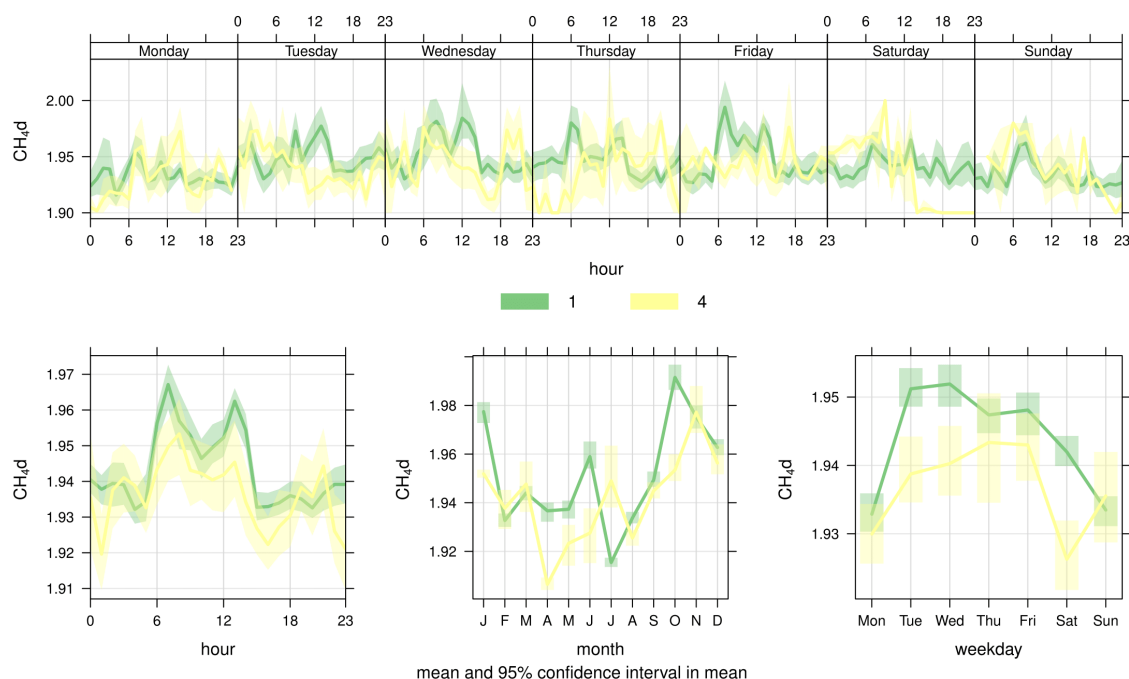 0 6 12 18 23 0 6 12 18 23 0 6 12 18 23
Monday Tuesday Wednesday Thursday Friday Saturday Sunday
CH₄d
2.00
1.95
1.90
0 6 12 18 23 0 6 12 18 23 0 6 12 18 23 0 6 12 18 23
hour
1 4
CH₄d
1.97
1.96
1.95
1.94
1.93
1.92
1.91
0 6 12 18 23
hour
CH₄d
1.98
1.96
1.94
1.92
J F M A M J J A S O N D
month
CH₄d
1.95
1.94
1.93
Mon Tue Wed Thu Fri Sat Sun
weekday
mean and 95% confidence interval in mean